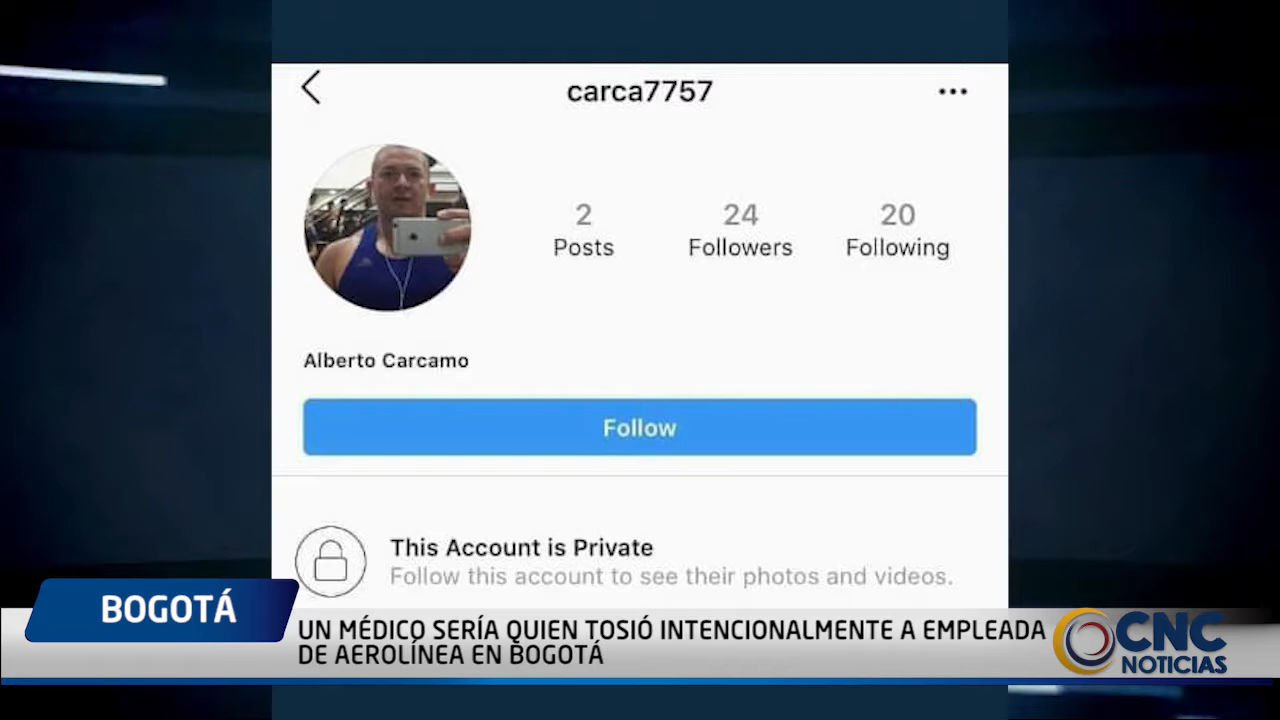 carca7757
2
Posts
24
Followers
20
Following
Alberto Carcamo
Follow
This Account is Private
Follow this account to see their photos and videos.
BOGOTÁ
UN MÉDICO SERÍA QUIEN TOSIÓ INTENCIONALMENTE A EMPLEADA
DE AEROLÍNEA EN BOGOTÁ
CNC
NOTICIAS